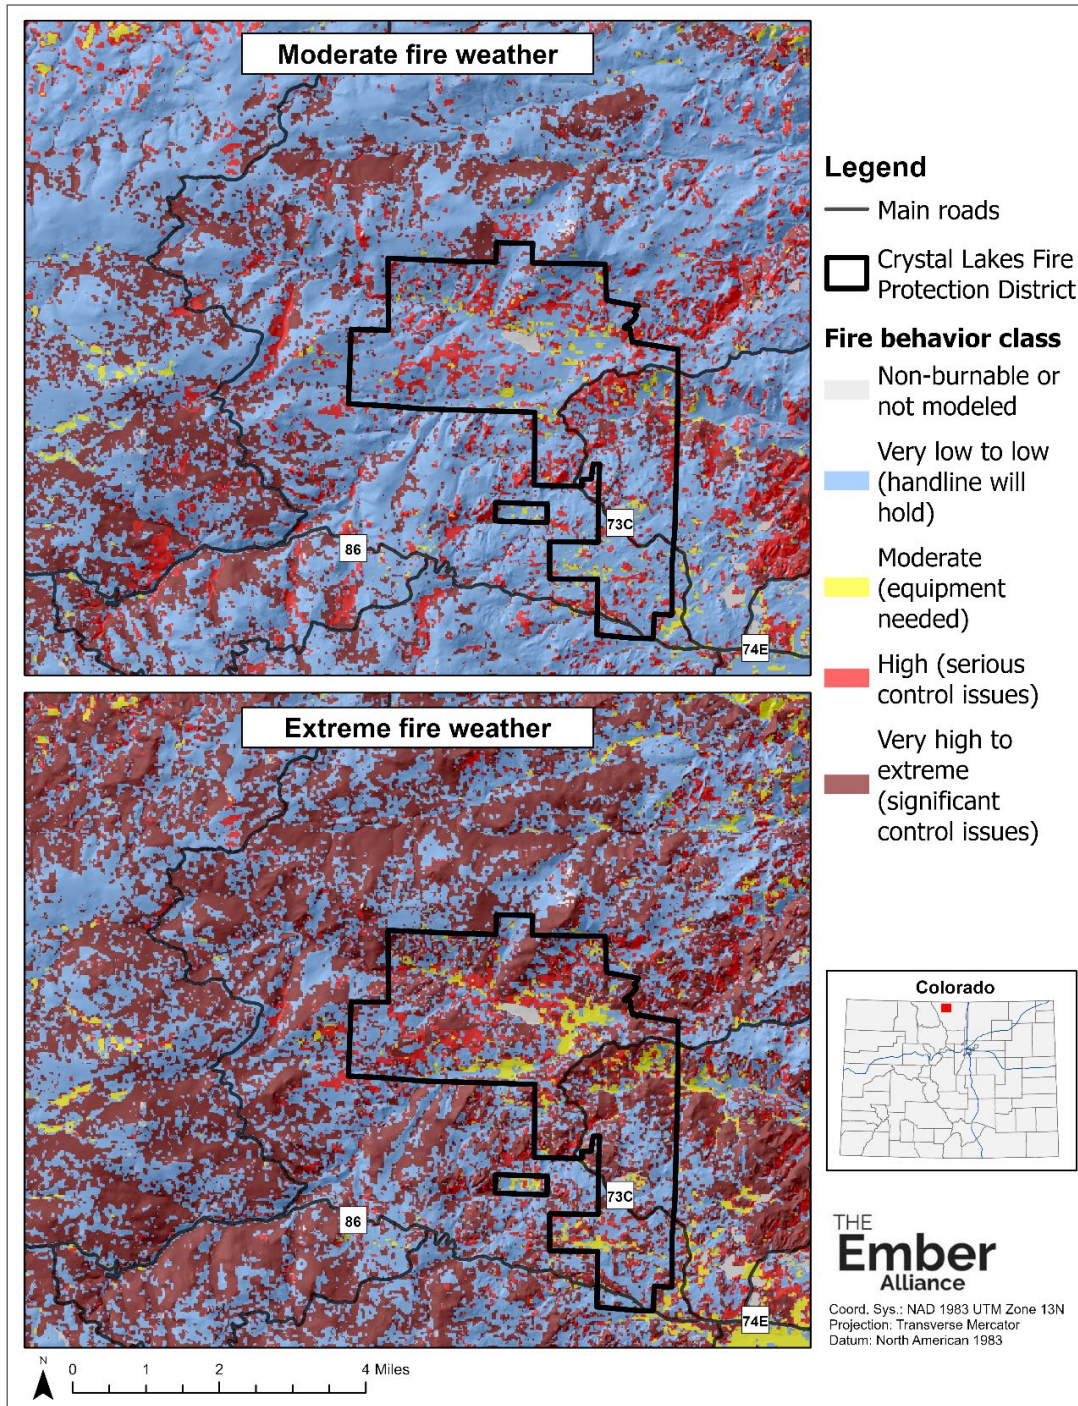 Moderate fire weather
86
73C
74E
Extreme fire weather
86
73C
74E
N
0
1
2
4 Miles
Legend
Main roads
Crystal Lakes Fire
Protection District
Fire behavior class
Non-burnable or
not modeled
Very low to low
(handline will
hold)
Moderate
(equipment
needed)
High (serious
control issues)
Very high to
extreme
(significant
control issues)
Colorado
THE
Ember
Alliance
Coord. Sys.: NAD 1983 UTM Zone 13N
Projection: Transverse Mercator
Datum: North American 1983